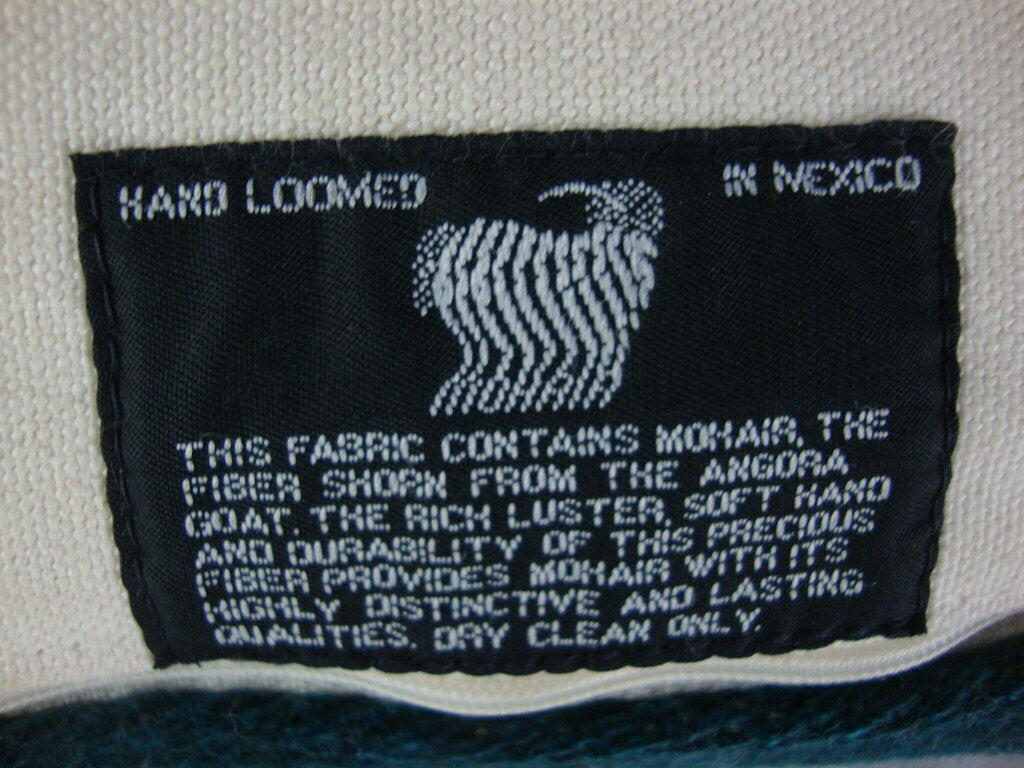 HAND LOOMED IN MEXICO
MOHAIR
THIS FABRIC CONTAINS MOHAIR, THE
FIBER SHORN FROM THE ANGORA
GOAT. THE RICH LUSTER, SOFT HAND
AND DURABILITY OF THIS PRECIOUS
FIBER PROVIDES MOHAIR WITH ITS
HIGHLY DISTINCTIVE AND LASTING
QUALITIES. DRY CLEAN ONLY.